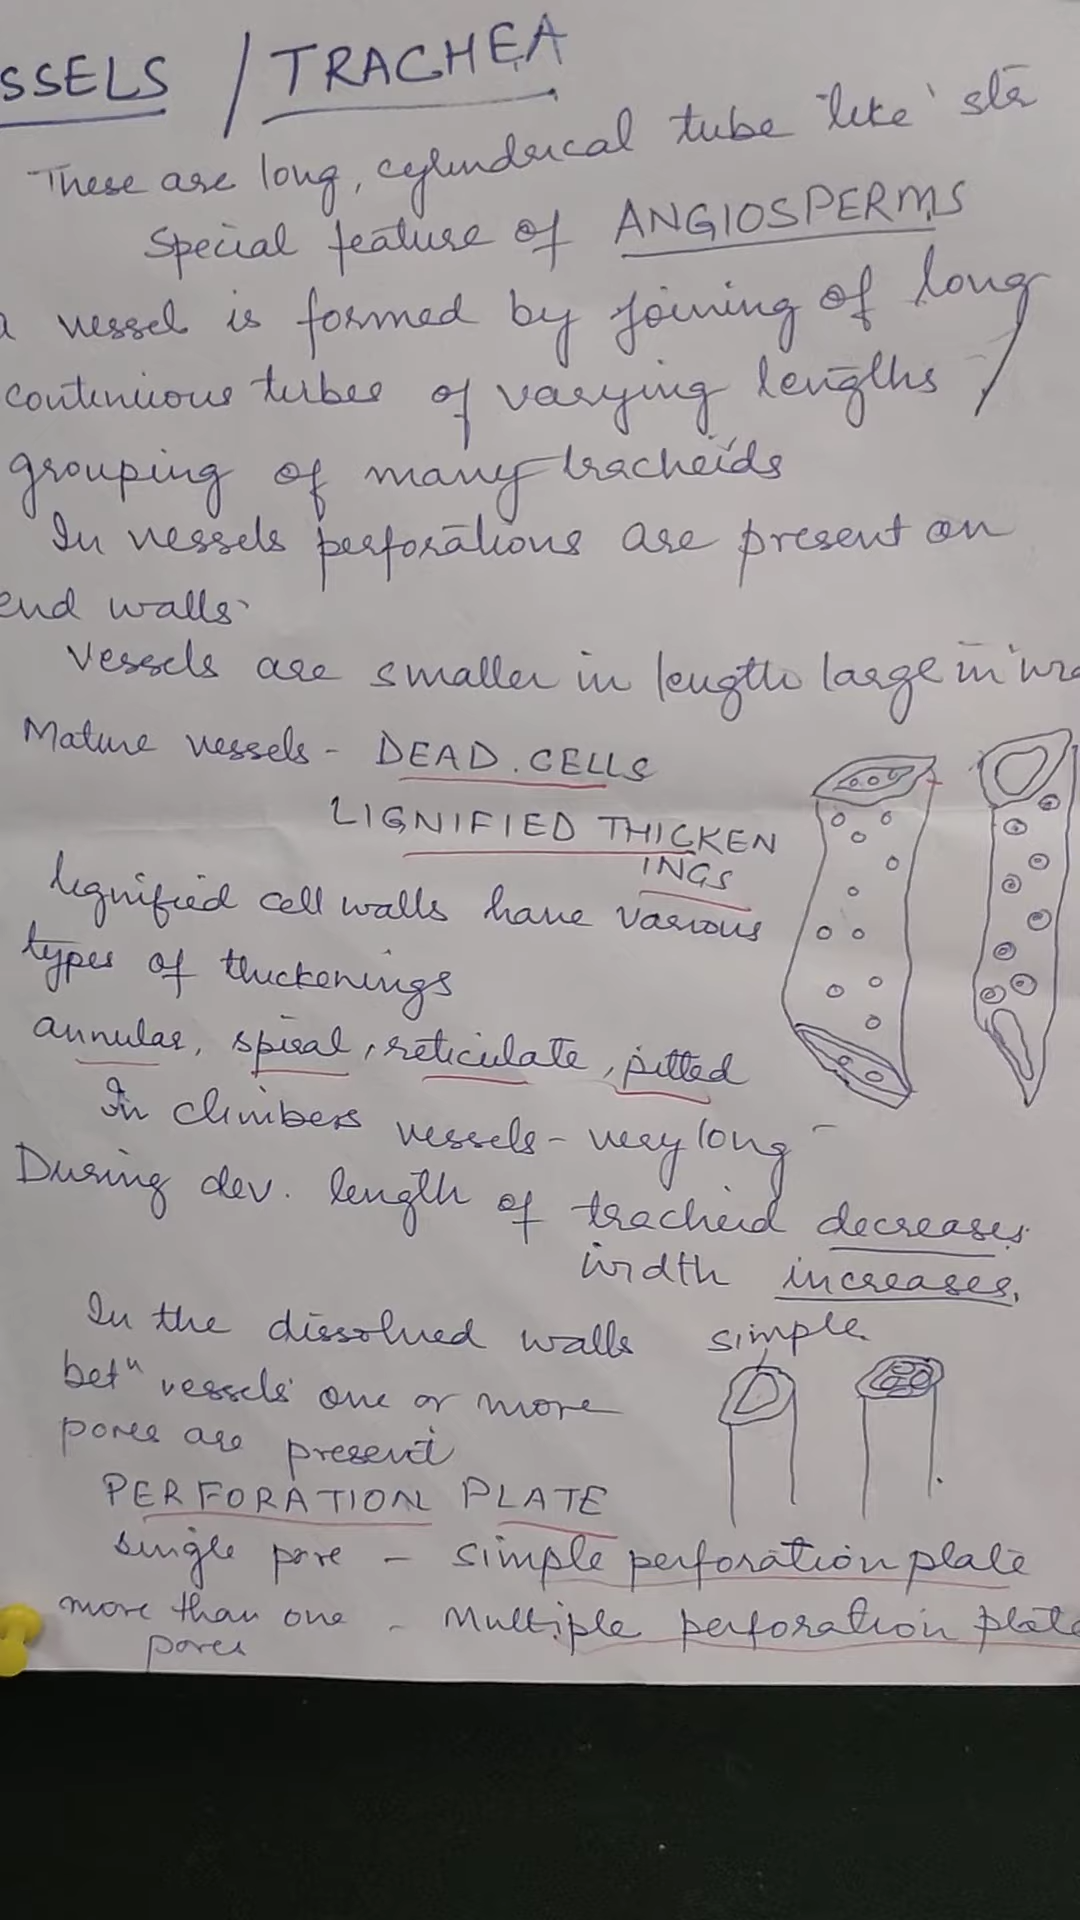 SSELS / TRACHEA
These are long, cylindrical tube 'like' str
Special feature of ANGIOSPERMS
a vessel is formed by joining of long
continuous tubes of varying lengths /
grouping of many tracheids
In vessels perforations are present on
end walls.
Vessels are smaller in length large in
Mature vessels - DEAD CELLS
LIGNIFIED THICKEN
INGS
lignified cell walls have various
types of thickenings
annular, spiral, reticulate, pitted
In climbers vessels - very long
During dev. length of tracheid decreases
width increases.
In the dissolved walls
simple
betn vessels one or more
pores are present
PERFORATION PLATE
single pore - simple perforation plate
more than one - Multiple perforation plate
pores